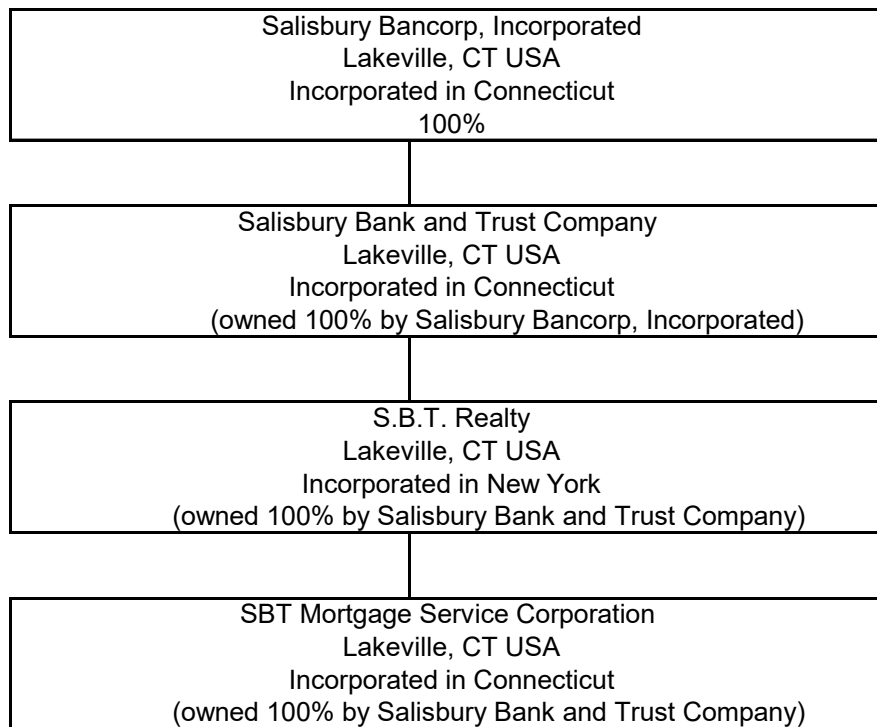 Salisbury Bancorp, Incorporated
Lakeville, CT USA
Incorporated in Connecticut
100%
Salisbury Bank and Trust Company
Lakeville, CT USA
Incorporated in Connecticut
(owned 100% by Salisbury Bancorp, Incorporated)
S.B.T. Realty
Lakeville, CT USA
Incorporated in New York
(owned 100% by Salisbury Bank and Trust Company)
SBT Mortgage Service Corporation
Lakeville, CT USA
Incorporated in Connecticut
(owned 100% by Salisbury Bank and Trust Company)